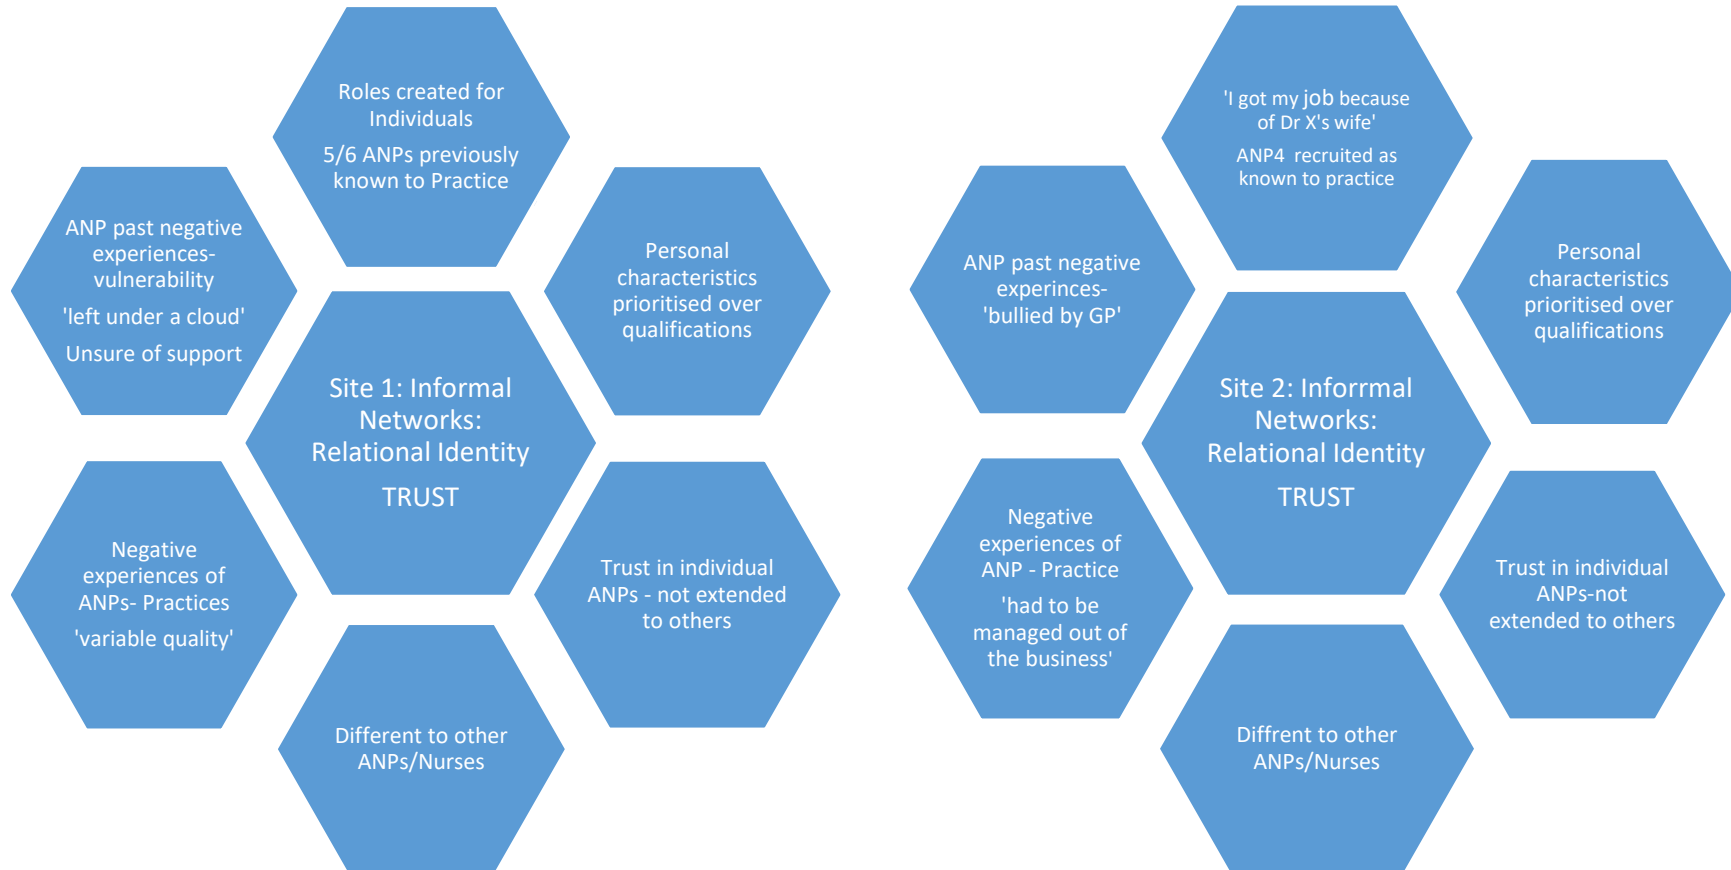 Roles created for
Individuals
5/6 ANPs previously
known to Practice
ANP past negative
experiences-
vulnerability
'left under a cloud'
Unsure of support
Personal
characteristics
prioritised over
qualifications
Site 1: Informal
Networks:
Relational Identity
TRUST
Negative
experiences of
ANPs- Practices
'variable quality'
Trust in individual
ANPs - not extended
to others
Different to other
ANPs/Nurses
'I got my job because
of Dr X's wife'
ANP4 recruited as
known to practice
ANP past negative
experinces-
'bullied by GP'
Personal
characteristics
prioritised over
qualifications
Site 2: Inforrmal
Networks:
Relational Identity
TRUST
Negative
experiences of
ANP - Practice
'had to be
managed out of
the business'
Trust in individual
ANPs-not
extended to others
Diffrent to other
ANPs/Nurses